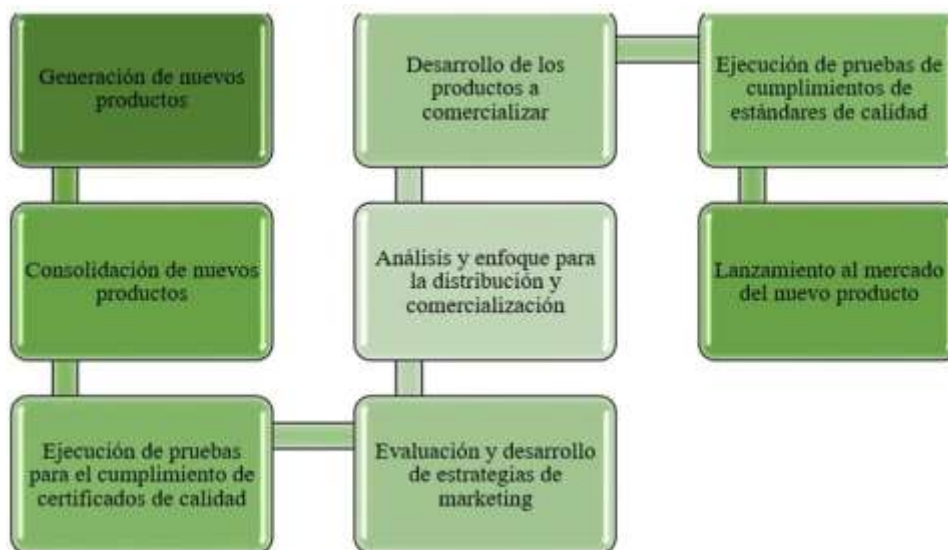 Generación de nuevos
productos
Consolidación de nuevos
productos
Ejecución de pruebas
para el cumplimiento de
certificados de calidad
Evaluación y desarrollo
de estrategias de
marketing
Análisis y enfoque para
la distribución y
comercialización
Desarrollo de los
productos a
comercializar
Ejecución de pruebas de
cumplimientos de
estándares de calidad
Lanzamiento al mercado
del nuevo producto